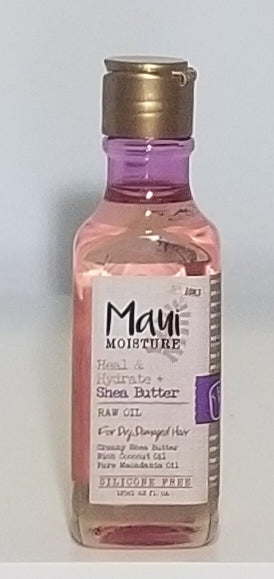 Maui
MOISTURE
Heal &
Hydrate +
Shea Butter
RAW OIL
For Dry, Damaged Hair
Creamy Shea Butter
Rich Coconut Oil
Pure Macadamia Oil
SILICONE FREE